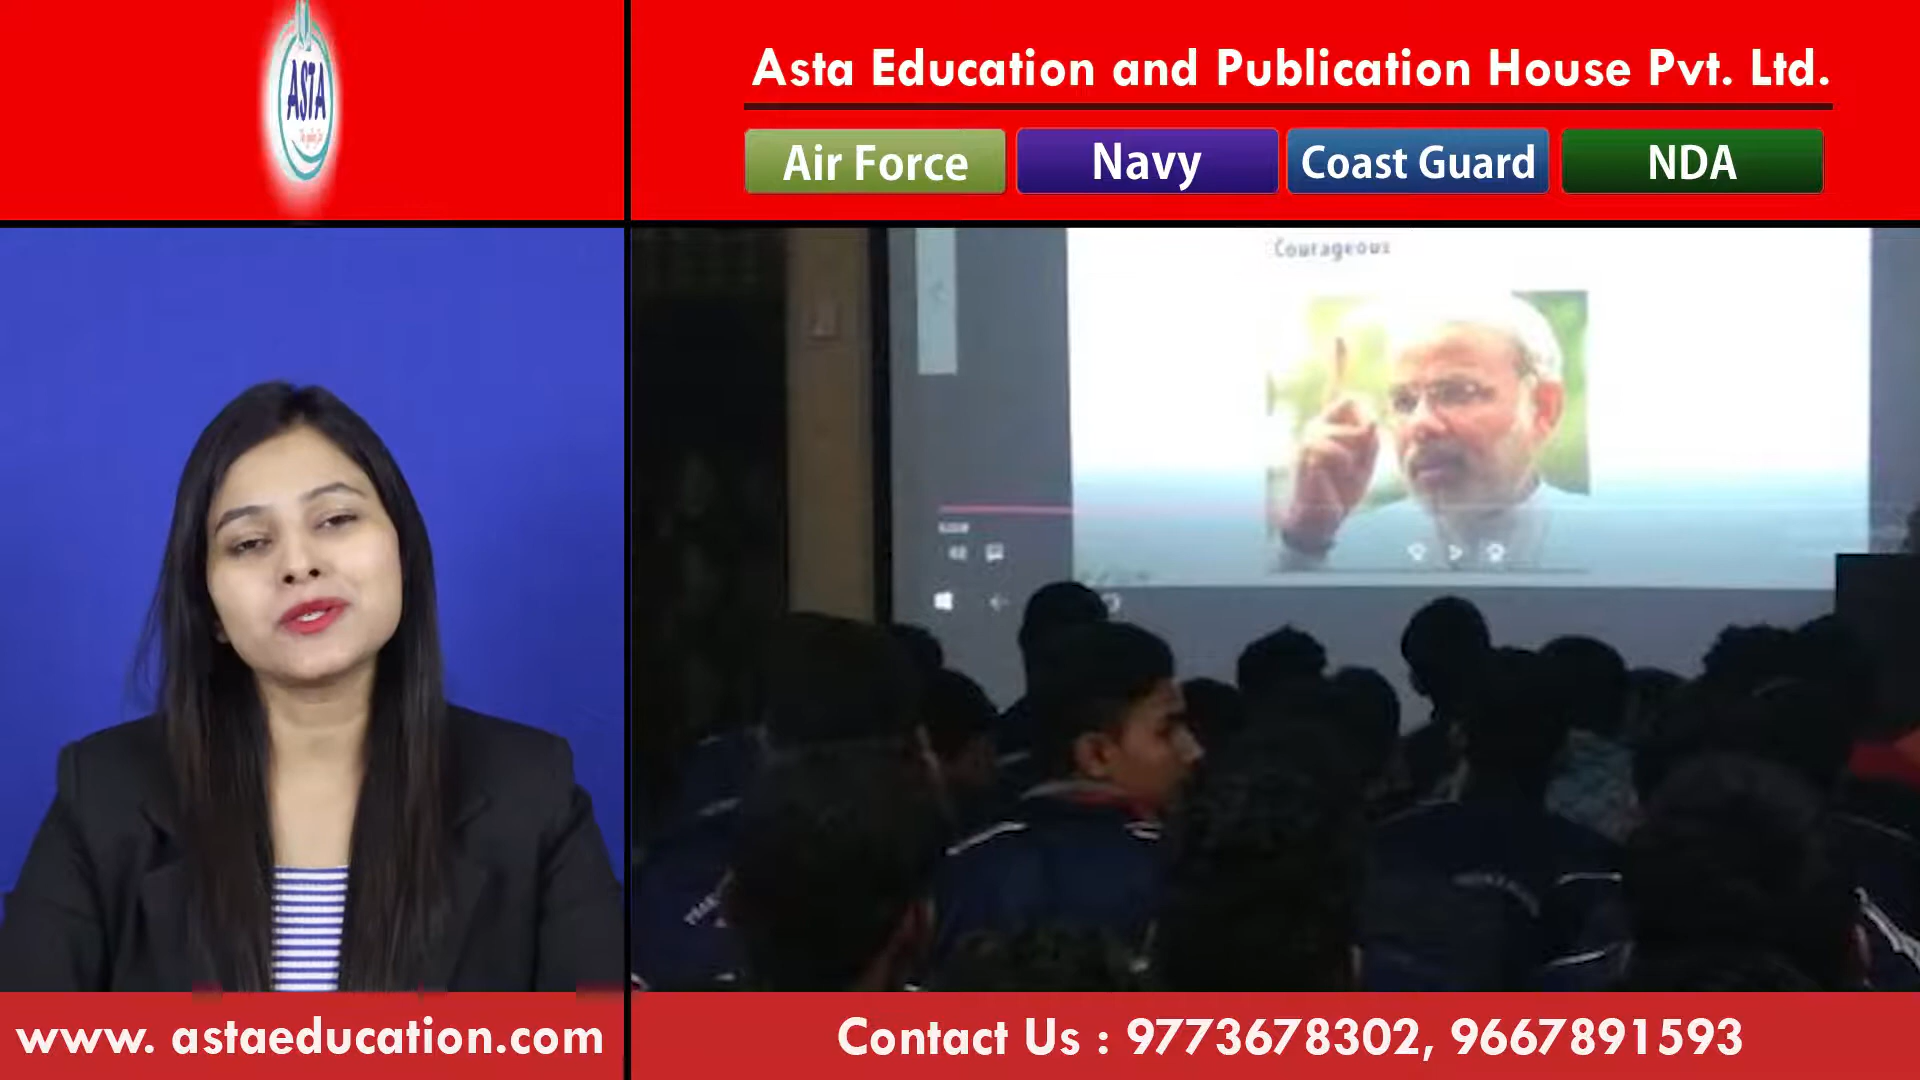 ASTA
Asta Education and Publication House Pvt. Ltd.
Air Force
Navy
Coast Guard
NDA
Courageous
www. astaeducation.com
Contact Us : 9773678302, 9667891593